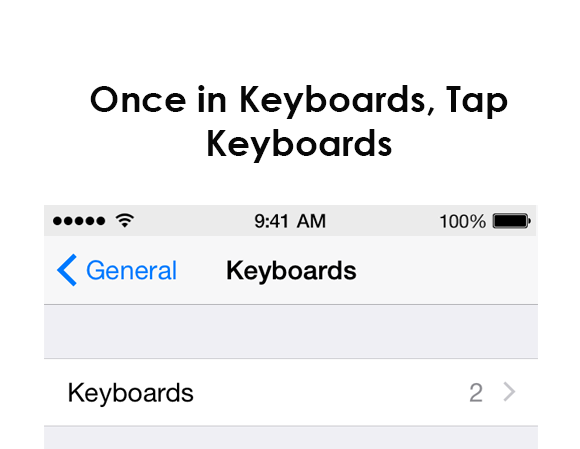 Once in Keyboards, Tap
Keyboards
9:41 AM 100%
General Keyboards
Keyboards 2